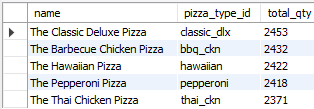 name pizza_type_id total_qty
The Classic Deluxe Pizza classic_dlx 2453
The Barbecue Chicken Pizza bbq_ckn 2432
The Hawaiian Pizza hawaiian 2422
The Pepperoni Pizza pepperoni 2418
The Thai Chicken Pizza thai_ckn 2371